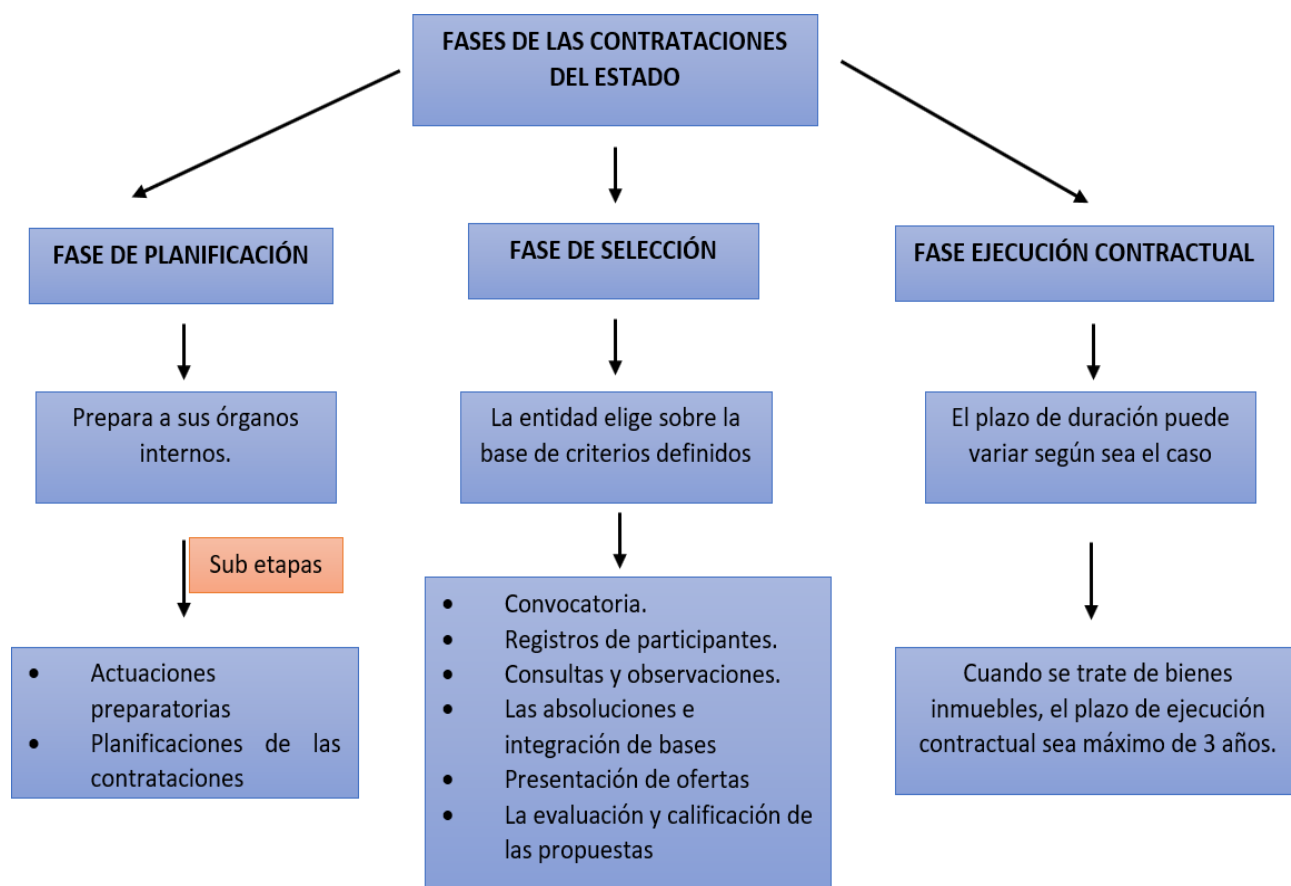 FASES DE LAS CONTRATACIONES
DEL ESTADO
FASE DE PLANIFICACIÓN
Prepara a sus órganos
internos.
Sub etapas
• Actuaciones
preparatorias
• Planificaciones de las
contrataciones
FASE DE SELECCIÓN
La entidad elige sobre la
base de criterios definidos
• Convocatoria.
• Registros de participantes.
• Consultas y observaciones.
• Las absoluciones e
integración de bases
• Presentación de ofertas
• La evaluación y calificación de
las propuestas
FASE EJECUCIÓN CONTRACTUAL
El plazo de duración puede
variar según sea el caso
Cuando se trate de bienes
inmuebles, el plazo de ejecución
contractual sea máximo de 3 años.